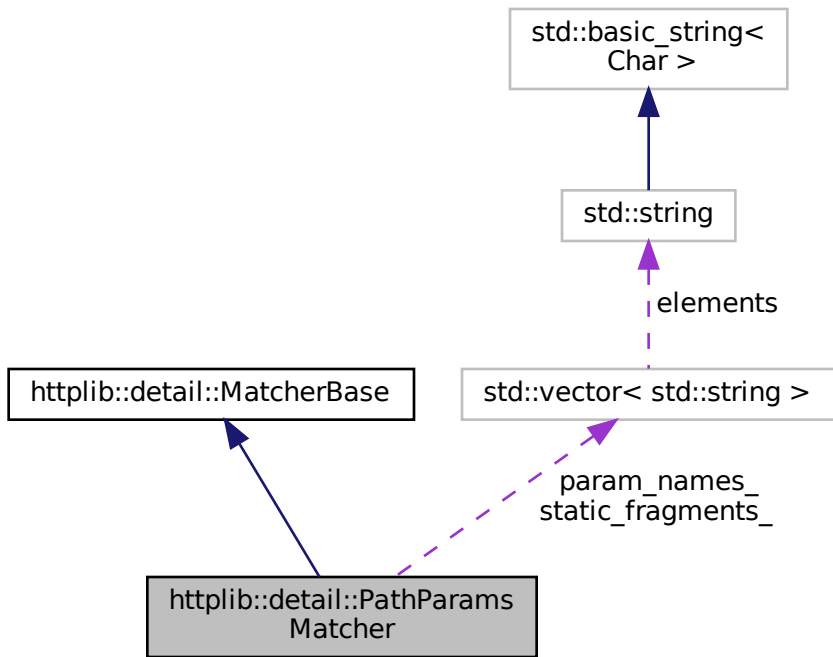 std::basic_string<
Char >
std::string
elements
httplib::detail::MatcherBase
std::vector< std::string >
param_names_
static_fragments_
httplib::detail::PathParams
Matcher